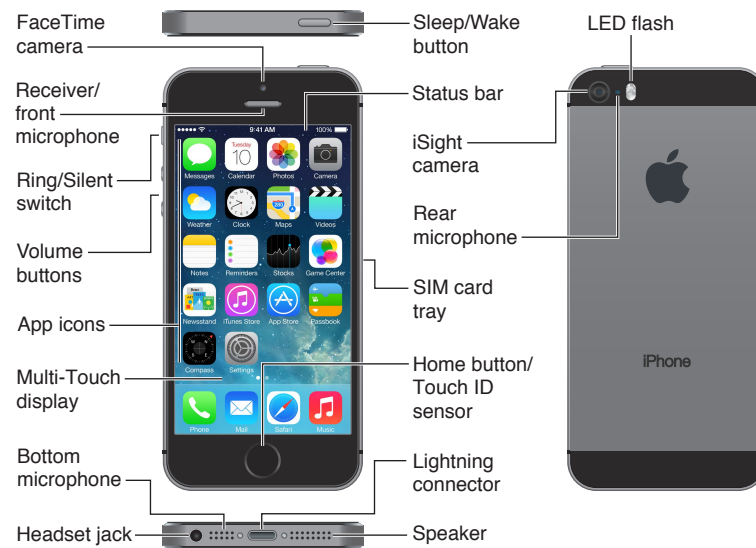 FaceTime
camera
Sleep/Wake
button
LED flash
Receiver/
front
microphone
Status bar
iSight
camera
Ring/Silent
switch
Rear
microphone
Volume
buttons
SIM card
tray
App icons
Multi-Touch
display
Home button/
Touch ID
sensor
Bottom
microphone
Lightning
connector
Headset jack
Speaker
9:41 AM 100%
Tuesday
10
Messages Calendar Photos Camera
280
Weather Clock Maps Videos
Notes Reminders Stocks Game Center
Newsstand iTunes Store App Store Passbook
Compass Settings
Phone Mail Safari Music
iPhone